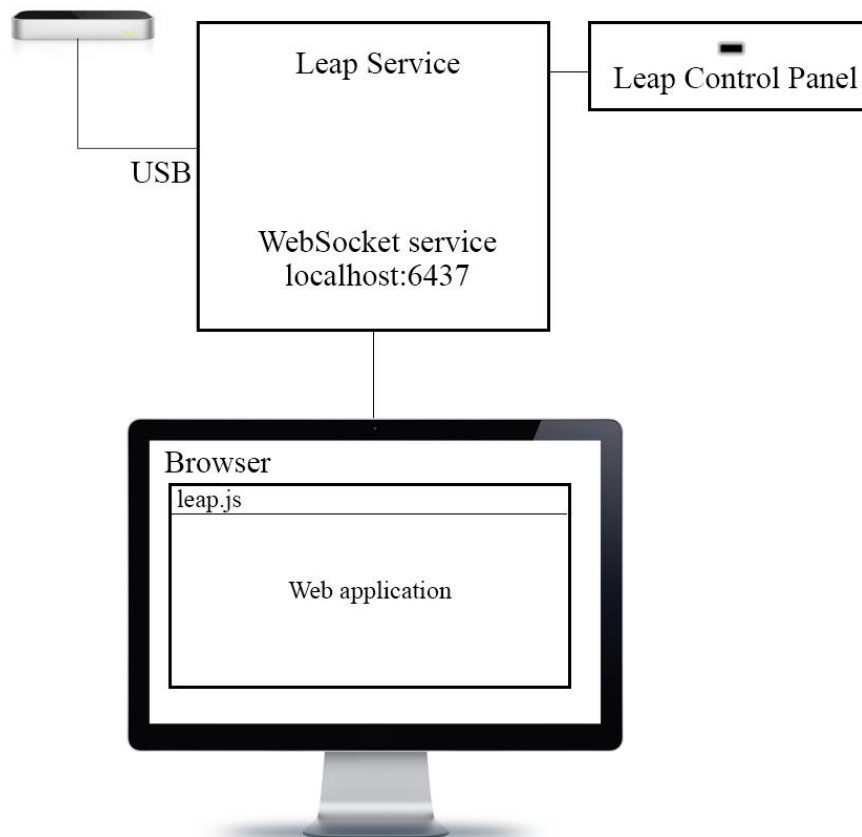 Leap Service
Leap Control Panel
USB
WebSocket service
localhost:6437
Browser
leap.js
Web application